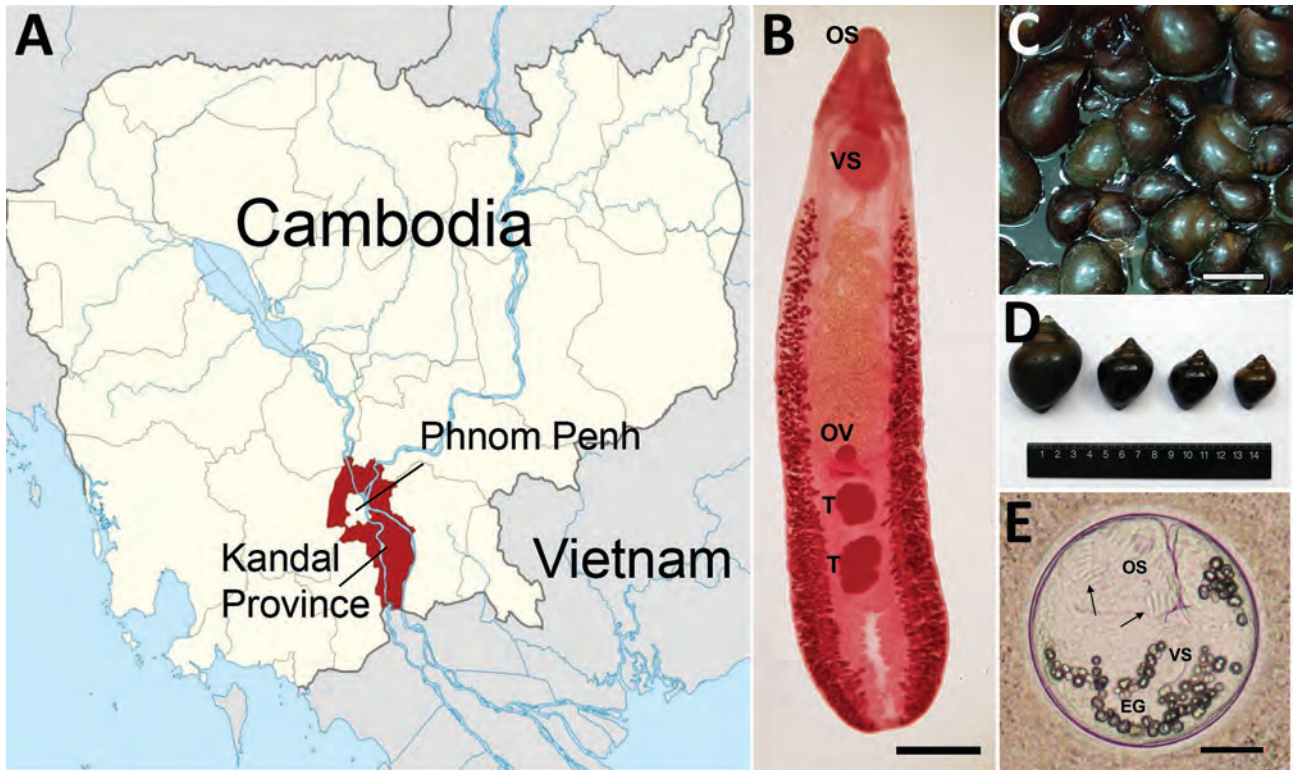 A
Cambodia
Phnom Penh
Kandal
Province
Vietnam
B
OS
VS
OV
T
T
C
D
1 2 3 4 5 6 7 8 9 10 11 12 13 14
E
OS
VS
EG